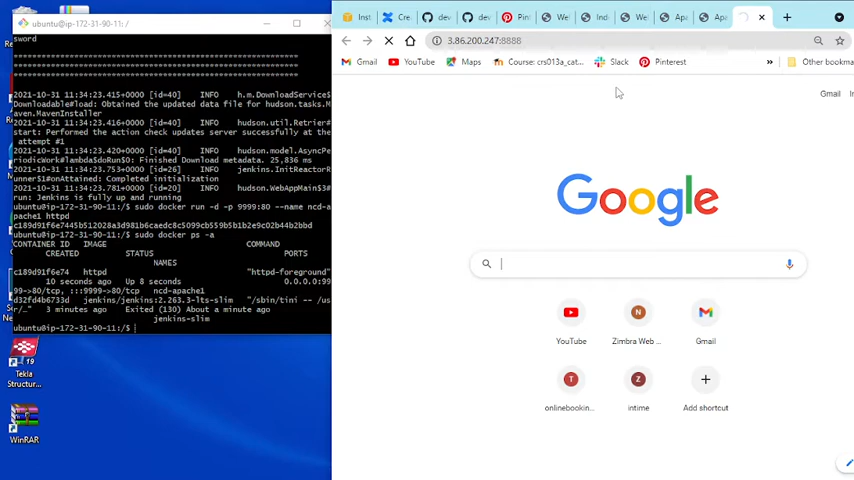 ubuntu@ip-172-31-90-11: /
sword
*************************************************************
*************************************************************
*************************************************************
2021-10-31 11:34:23.415+0000 [id=40] INFO h.m.DownloadService$
Downloadable#load: Obtained the updated data file for hudson.tasks.M
aven.MavenInstaller
2021-10-31 11:34:23.416+0000 [id=40] INFO hudson.util.Retrier#
start: Performed the action check updates server successfully at the
attempt #1
2021-10-31 11:34:23.420+0000 [id=40] INFO hudson.model.AsyncPe
riodicWork#lambda$doRun$0: Finished Download metadata. 25,836 ms
2021-10-31 11:34:23.753+0000 [id=26] INFO jenkins.InitReactorR
unner$1#onAttained: Completed initialization
2021-10-31 11:34:23.781+0000 [id=20] INFO hudson.WebAppMain$3#
run: Jenkins is fully up and running
ubuntu@ip-172-31-90-11:/$ sudo docker run -d -p 9999:80 --name ncd-a
pache1 httpd
ubuntu@ip-172-31-90-11:/$ sudo docker ps -a
CONTAINER ID IMAGE COMMAND
CREATED STATUS PORTS
NAMES
c189d91f6e74 httpd "httpd-foreground"
10 seconds ago Up 8 seconds 0.0.0.0:99
99->80/tcp, :::9999->80/tcp ncd-apache1
d32fd4b6733d jenkins/jenkins:2.263.3-lts-slim "/sbin/tini -- /us
r/…" 3 minutes ago Exited (130) About a minute ago
jenkins-slim
ubuntu@ip-172-31-90-11:/$
Tekla
Structur...
WinRAR
Inst
Cre
dev
dev
Pin
Wel
Ind
Wel
Apa
Apa
3.86.200.247:8888
Gmail
YouTube
Maps
Course: crs013a_cat...
Slack
Pinterest
»
Other bookma
Gmail
Google
YouTube
Zimbra Web ...
Gmail
T
Z
onlinebookin...
intime
Add shortcut